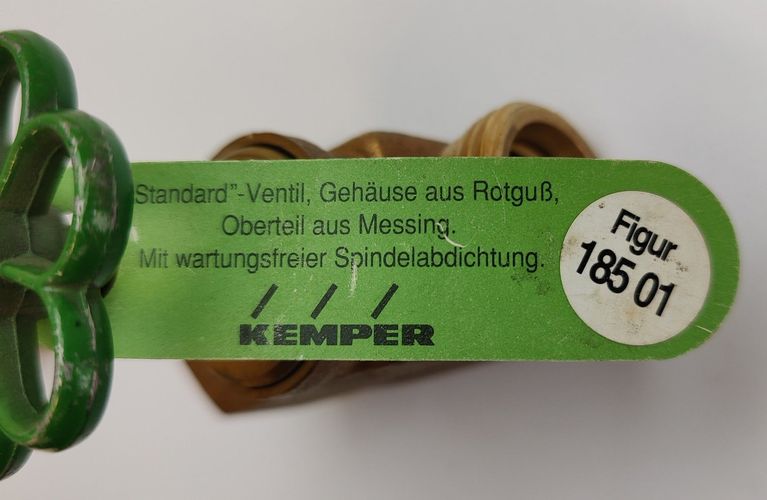 Standard"-Ventil, Gehäuse aus Rotguß,
Oberteil aus Messing.
Mit wartungsfreier Spindelabdichtung.
KEMPER
Figur
185 01